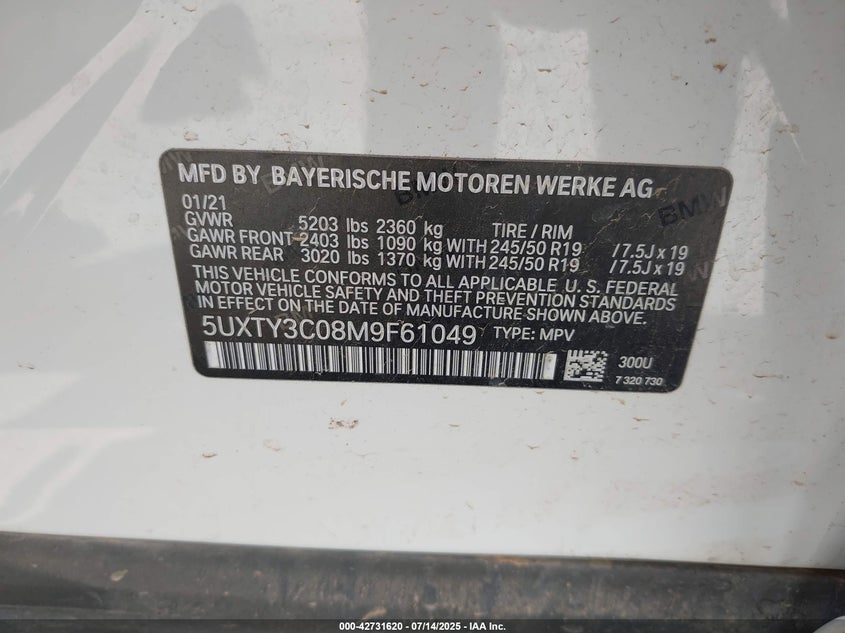 MFD BY BAYERISCHE MOTOREN WERKE AG
01/21
GVWR 5203 lbs 2360 kg TIRE / RIM
GAWR FRONT 2403 lbs 1090 kg WITH 245/50 R19 / 7.5J x 19
GAWR REAR 3020 lbs 1370 kg WITH 245/50 R19 / 7.5J x 19
THIS VEHICLE CONFORMS TO ALL APPLICABLE U. S. FEDERAL
MOTOR VEHICLE SAFETY AND THEFT PREVENTION STANDARDS
IN EFFECT ON THE DATE OF MANUFACTURE SHOWN ABOVE.
5UXTY3C08M9F61049 TYPE: MPV
300U
7 320 730
BMW
BMW
BMW
000-42731620 - 07/14/2025 - IAA Inc.